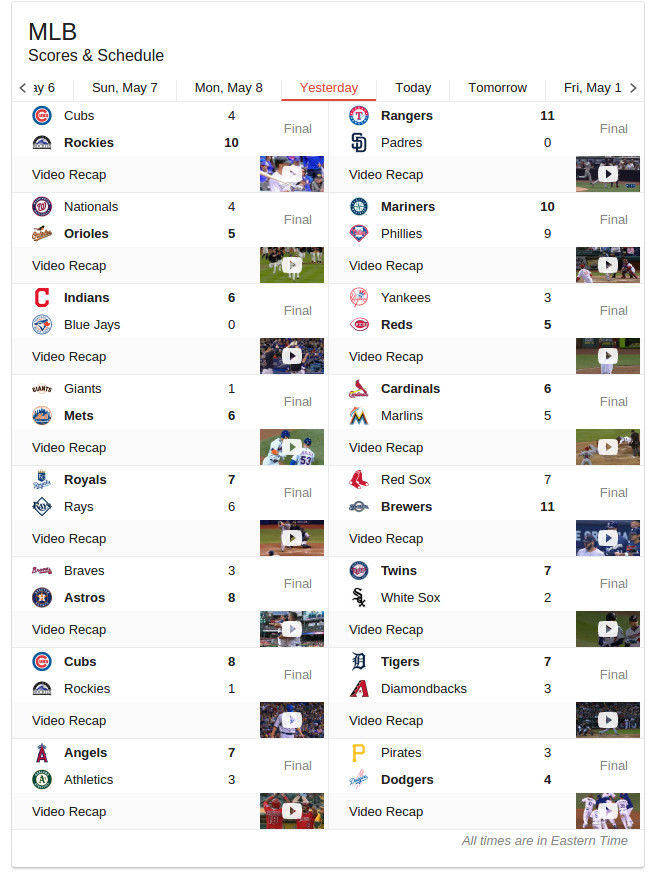 MLB
Scores & Schedule
ay 6 Sun, May 7 Mon, May 8 Yesterday Today Tomorrow Fri, May 1
Cubs 4 Final Rangers 11 Final
Rockies 10 Padres 0
Video Recap Video Recap
Nationals 4 Final Mariners 10 Final
Orioles 5 Phillies 9
Video Recap Video Recap
Indians 6 Final Yankees 3 Final
Blue Jays 0 Reds 5
Video Recap Video Recap
Giants 1 Final Cardinals 6 Final
Mets 6 Marlins 5
Video Recap Video Recap
Royals 7 Final Red Sox 7 Final
Rays 6 Brewers 11
Video Recap Video Recap
Braves 3 Final Twins 7 Final
Astros 8 White Sox 2
Video Recap Video Recap
Cubs 8 Final Tigers 7 Final
Rockies 1 Diamondbacks 3
Video Recap Video Recap
Angels 7 Final Pirates 3 Final
Athletics 3 Dodgers 4
Video Recap Video Recap
All times are in Eastern Time